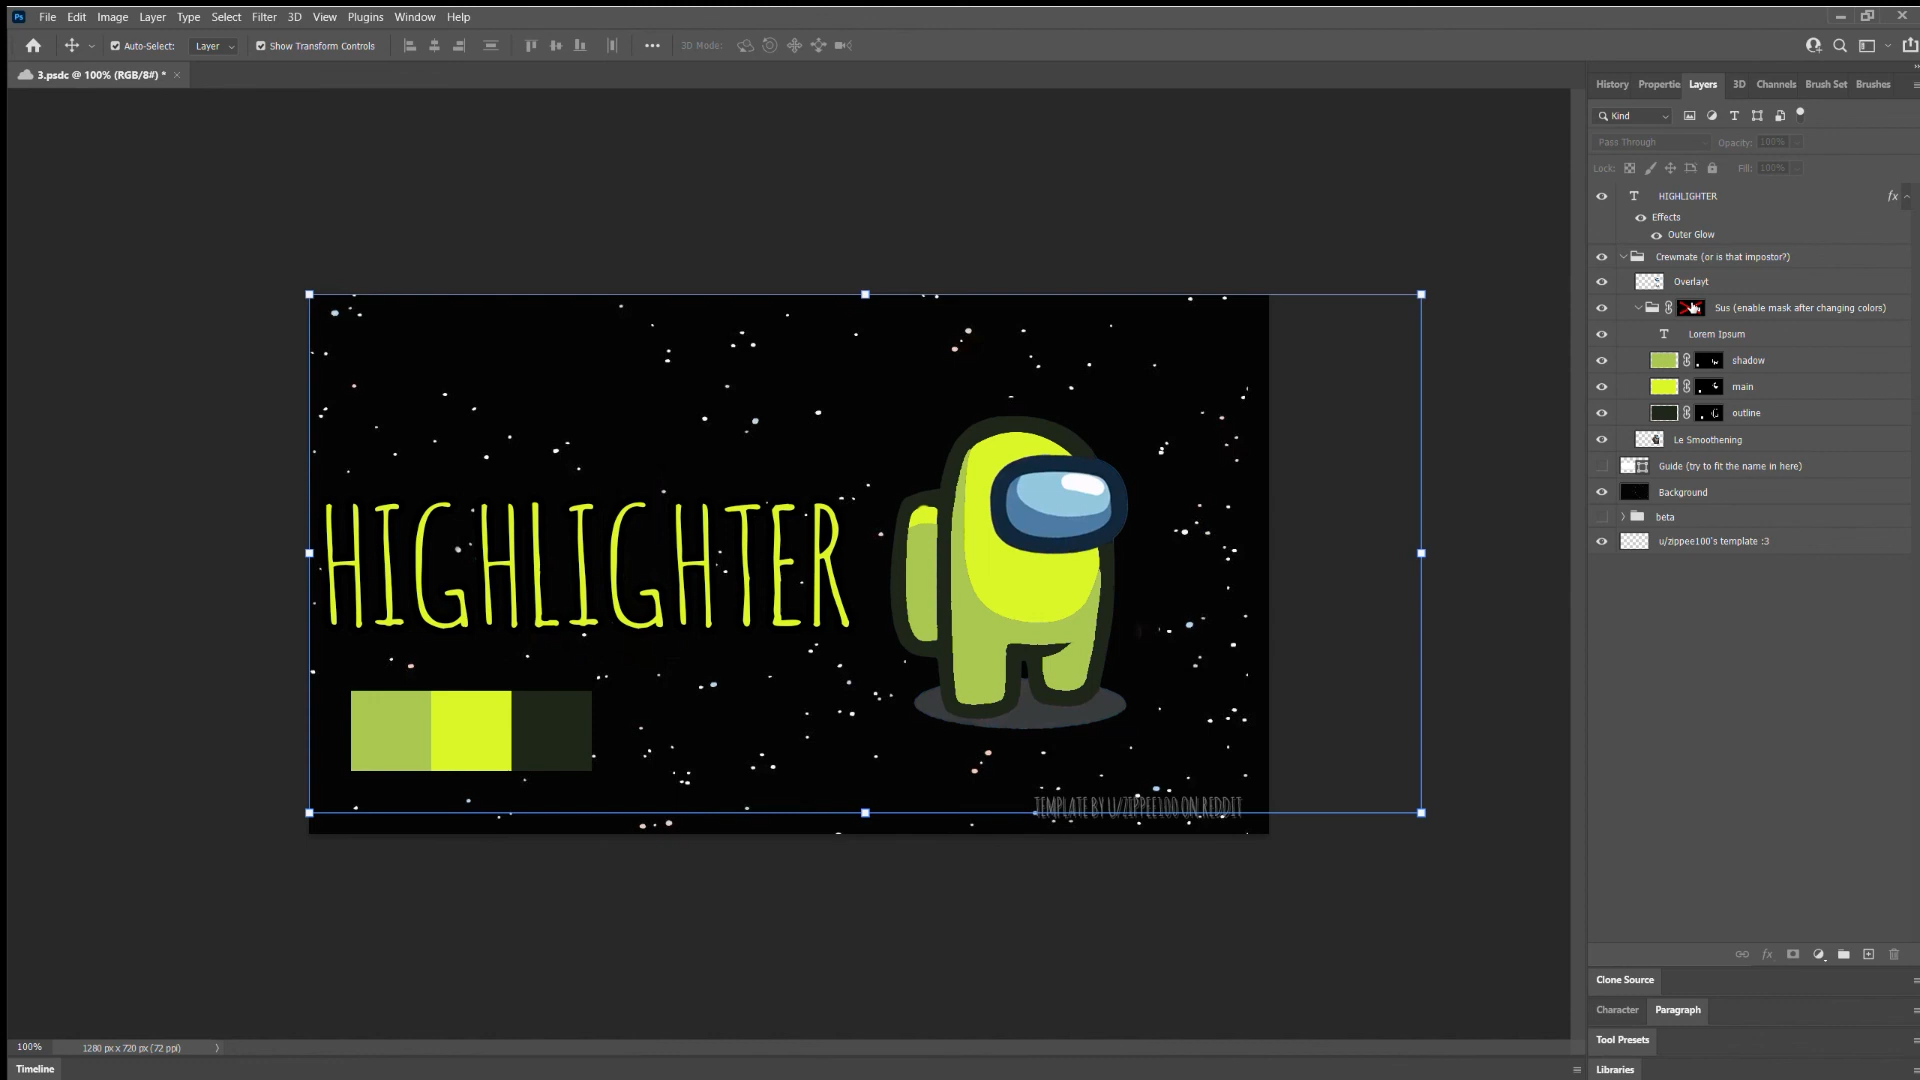 Ps File Edit Image Layer Type Select Filter 3D View Plugins Window Help
Auto-Select: Layer Show Transform Controls 3D Mode:
3.psdc @ 100% (RGB/8#) *
History Propertie Layers 3D Channels Brush Set Brushes
Kind
Pass Through Opacity: 100%
Lock: Fill: 100%
T HIGHLIGHTER fx
Effects
Outer Glow
Crewmate (or is that impostor?)
Overlayt
Sus (enable mask after changing colors)
T Lorem Ipsum
shadow
main
outline
Le Smoothening
Guide (try to fit the name in here)
Background
beta
u/zippee100's template :3
HIGHLIGHTER
TEMPLATE BY U/ZIPPEE100 ON REDDIT
fx
Clone Source
Character Paragraph
Tool Presets
Libraries
100% 1280 px x 720 px (72 ppi)
Timeline